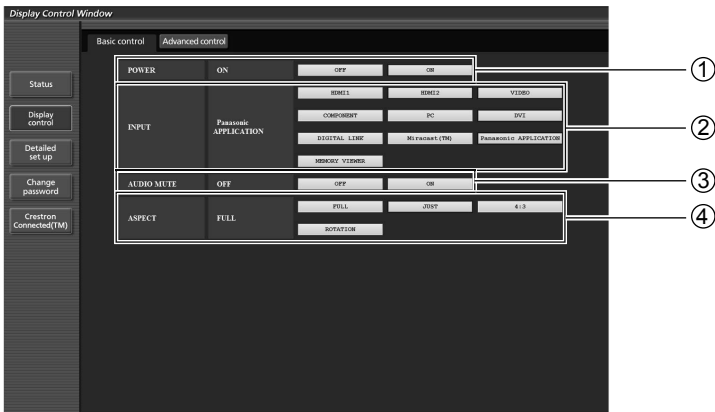 Display Control Window
Basic control Advanced control
Status
Display
control
Detailed
set up
Change
password
Crestron
Connected(TM)
POWER ON OFF ON
①
INPUT Panasonic
APPLICATION
HDMI1 HDMI2 VIDEO
COMPONENT PC DVI
DIGITAL LINK Miracast(TM) Panasonic APPLICATION
MEMORY VIEWER
②
AUDIO MUTE OFF OFF ON
③
ASPECT FULL FULL JUST 4:3
ROTATION
④